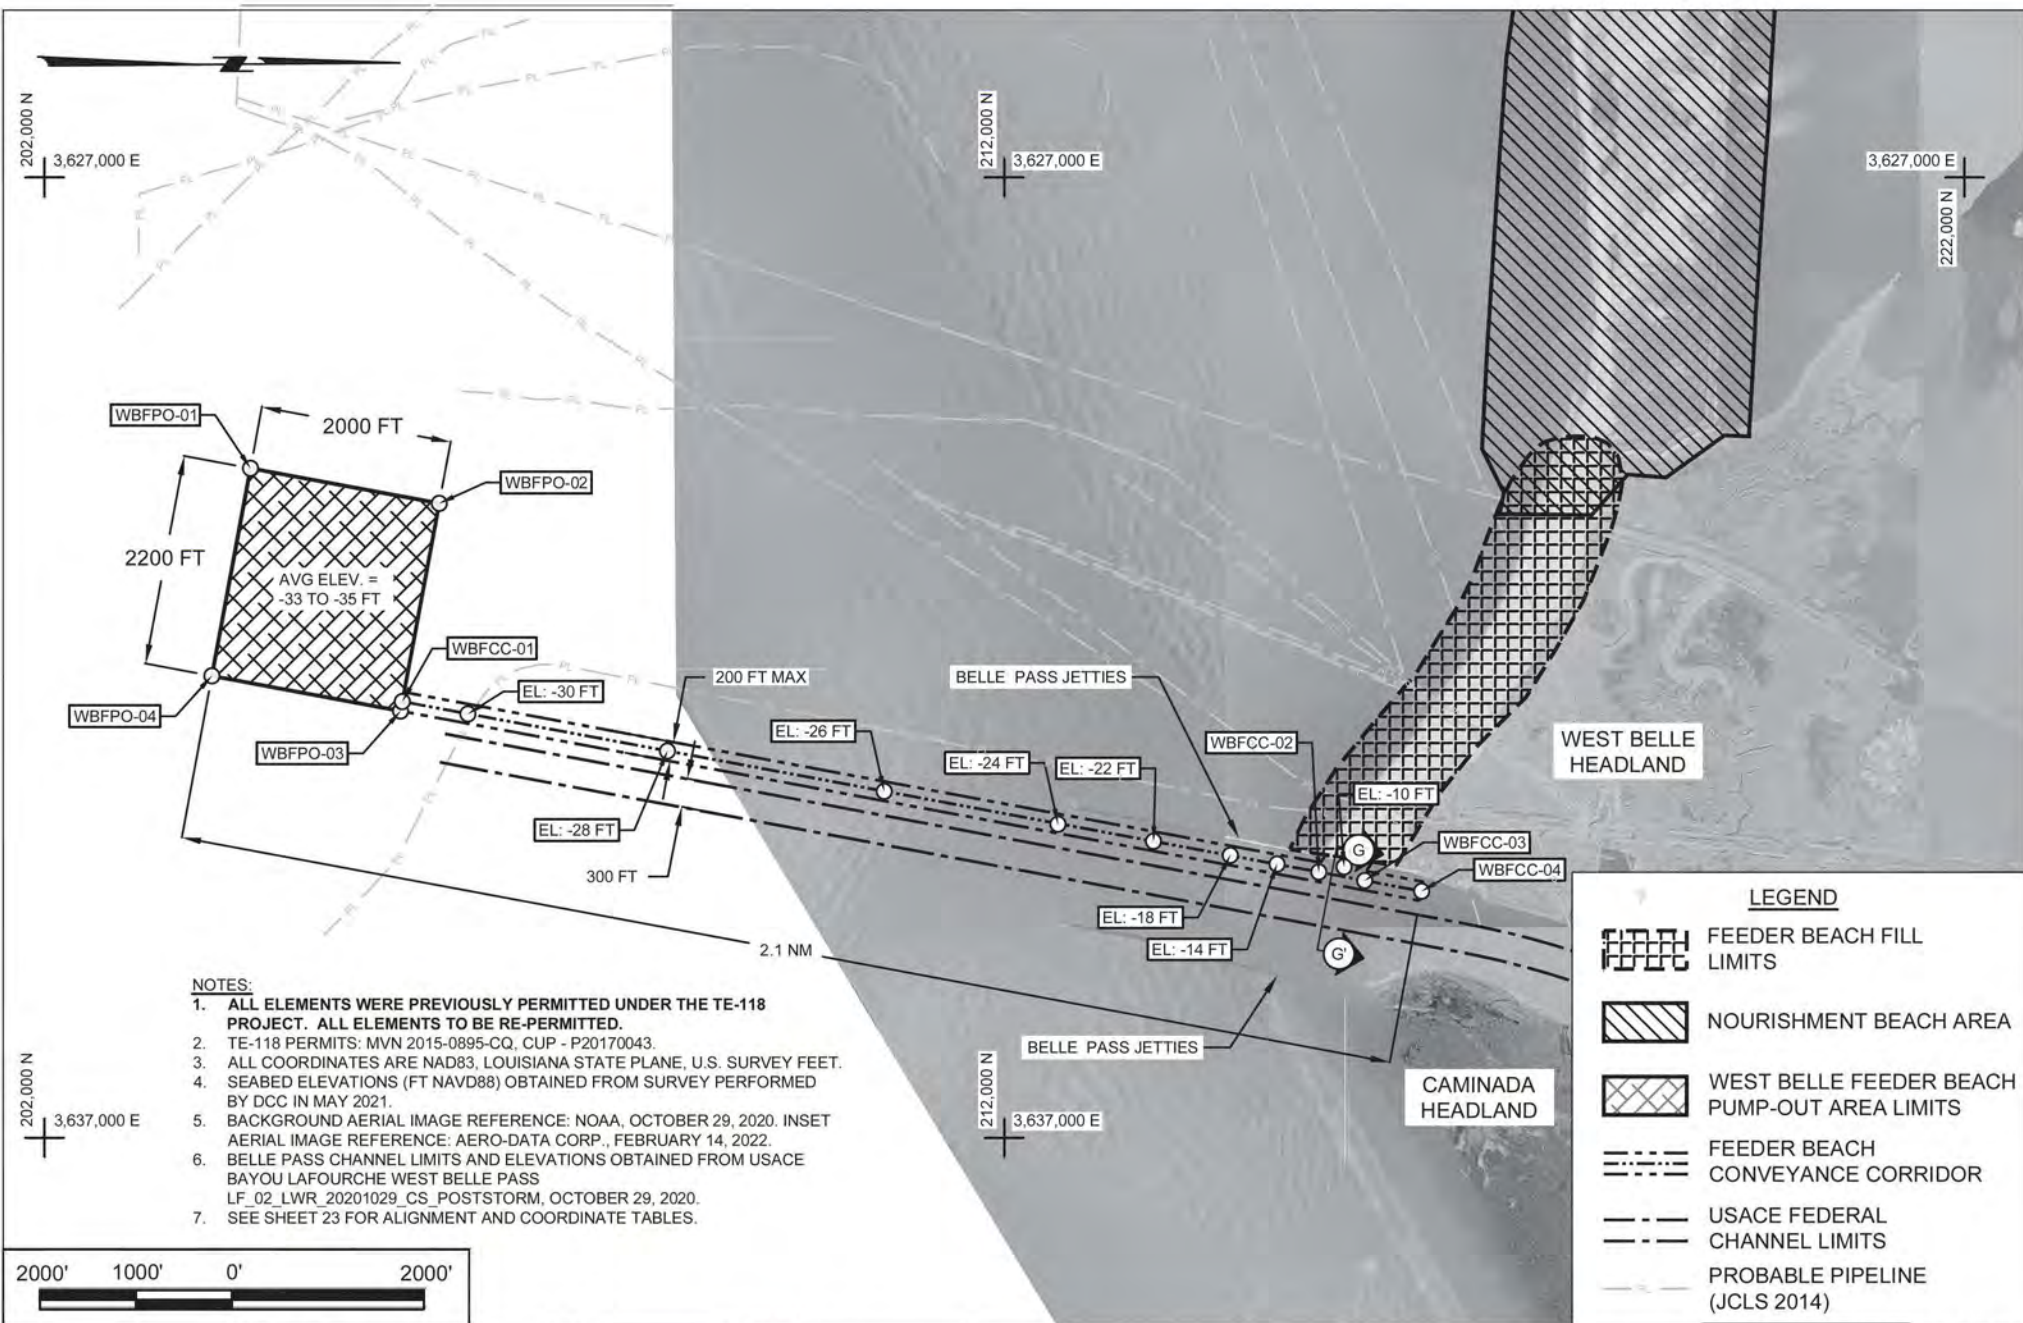 202,000 N
3,627,000 E
212,000 N
3,627,000 E
3,627,000 E
222,000 N
WBFPO-01
2000 FT
WBFPO-02
2200 FT
AVG ELEV. =
-33 TO -35 FT
WBFCC-01
EL: -30 FT
200 FT MAX
BELLE PASS JETTIES
WBFPO-04
WBFPO-03
EL: -26 FT
WBFCC-02
WEST BELLE
HEADLAND
EL: -24 FT
EL: -22 FT
EL: -10 FT
EL: -28 FT
G
WBFCC-03
WBFCC-04
300 FT
EL: -18 FT
EL: -14 FT
2.1 NM
G'
BELLE PASS JETTIES
CAMINADA
HEADLAND
NOTES:
1. ALL ELEMENTS WERE PREVIOUSLY PERMITTED UNDER THE TE-118
PROJECT. ALL ELEMENTS TO BE RE-PERMITTED.
2. TE-118 PERMITS: MVN 2015-0895-CQ, CUP - P20170043.
3. ALL COORDINATES ARE NAD83, LOUISIANA STATE PLANE, U.S. SURVEY FEET.
4. SEABED ELEVATIONS (FT NAVD88) OBTAINED FROM SURVEY PERFORMED
BY DCC IN MAY 2021.
5. BACKGROUND AERIAL IMAGE REFERENCE: NOAA, OCTOBER 29, 2020. INSET
AERIAL IMAGE REFERENCE: AERO-DATA CORP., FEBRUARY 14, 2022.
6. BELLE PASS CHANNEL LIMITS AND ELEVATIONS OBTAINED FROM USACE
BAYOU LAFOURCHE WEST BELLE PASS
LF_02_LWR_20201029_CS_POSTSTORM, OCTOBER 29, 2020.
7. SEE SHEET 23 FOR ALIGNMENT AND COORDINATE TABLES.
202,000 N
3,637,000 E
212,000 N
3,637,000 E
2000' 1000' 0' 2000'
LEGEND
FEEDER BEACH FILL
LIMITS
NOURISHMENT BEACH AREA
WEST BELLE FEEDER BEACH
PUMP-OUT AREA LIMITS
FEEDER BEACH
CONVEYANCE CORRIDOR
USACE FEDERAL
CHANNEL LIMITS
PL
PROBABLE PIPELINE
(JCLS 2014)